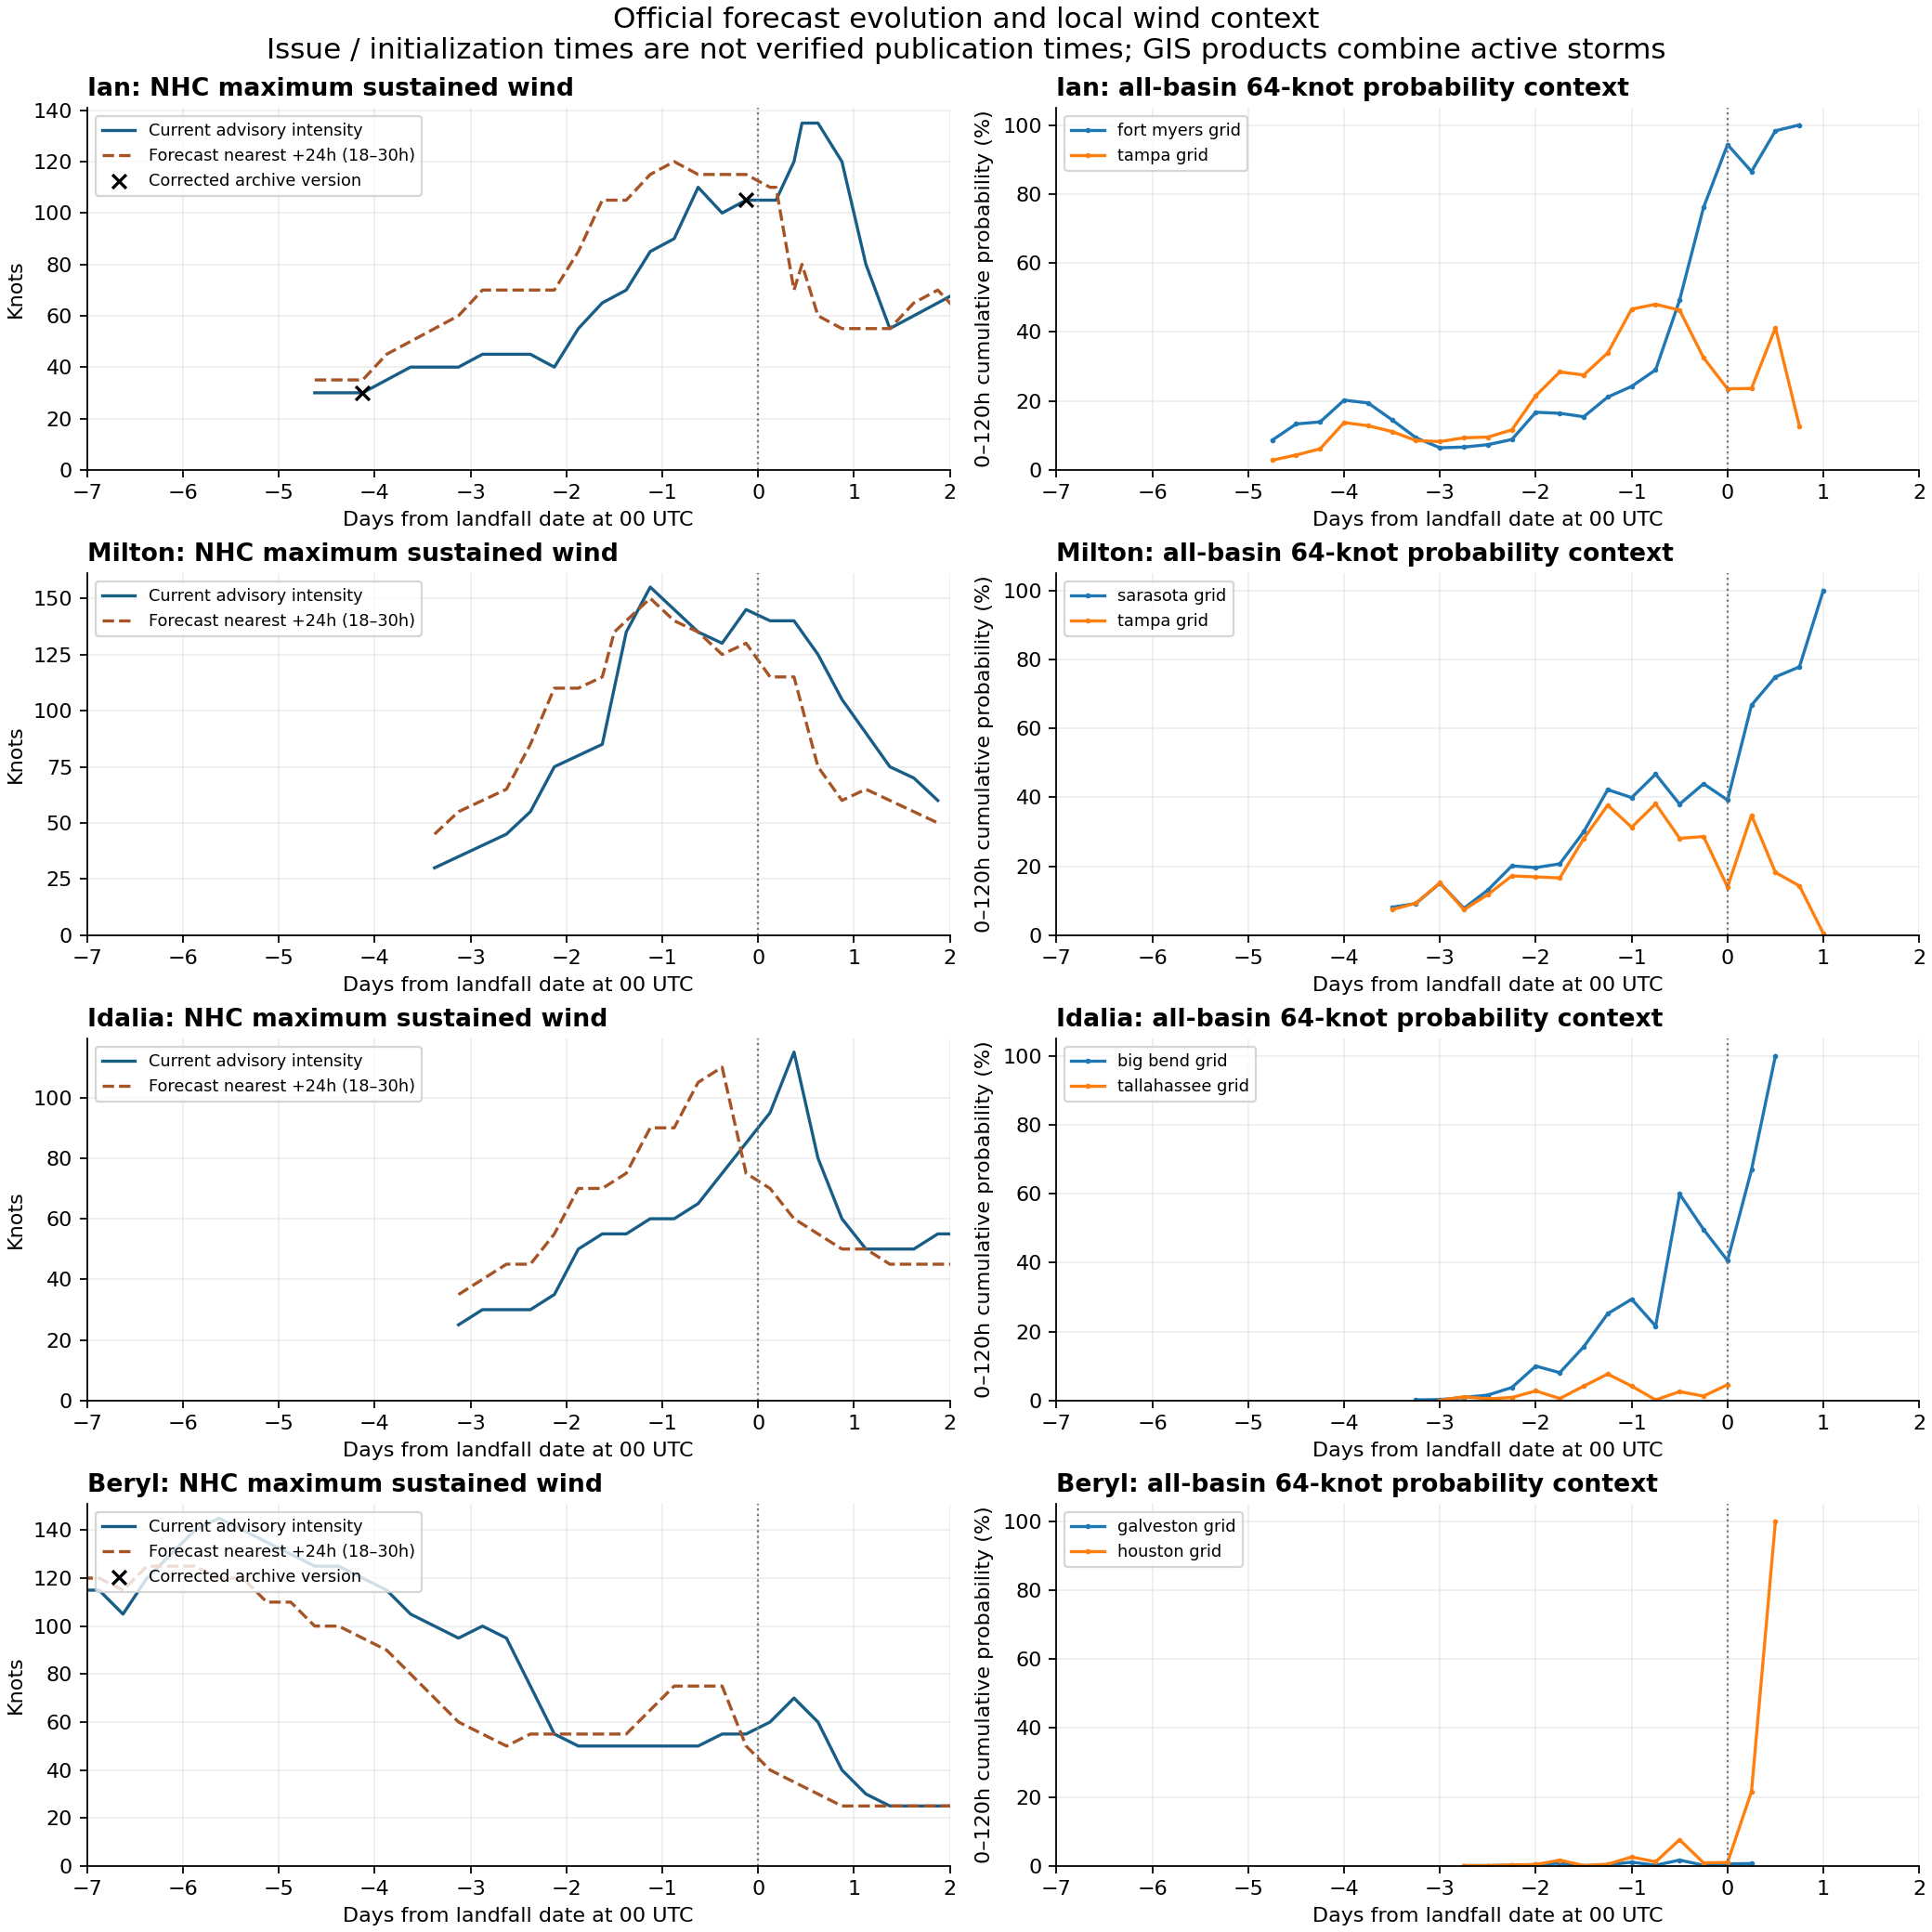 Official forecast evolution and local wind context
Issue / initialization times are not verified publication times; GIS products combine active storms
Ian: NHC maximum sustained wind
140
120
100
80
60
40
20
0
Knots
Current advisory intensity
Forecast nearest +24h (18–30h)
Corrected archive version
−7 −6 −5 −4 −3 −2 −1 0 1 2
Days from landfall date at 00 UTC
Ian: all-basin 64-knot probability context
100
80
60
40
20
0
0–120h cumulative probability (%)
fort myers grid
tampa grid
−7 −6 −5 −4 −3 −2 −1 0 1 2
Days from landfall date at 00 UTC
Milton: NHC maximum sustained wind
150
125
100
75
50
25
0
Knots
Current advisory intensity
Forecast nearest +24h (18–30h)
−7 −6 −5 −4 −3 −2 −1 0 1 2
Days from landfall date at 00 UTC
Milton: all-basin 64-knot probability context
100
80
60
40
20
0
0–120h cumulative probability (%)
sarasota grid
tampa grid
−7 −6 −5 −4 −3 −2 −1 0 1 2
Days from landfall date at 00 UTC
Idalia: NHC maximum sustained wind
100
80
60
40
20
0
Knots
Current advisory intensity
Forecast nearest +24h (18–30h)
−7 −6 −5 −4 −3 −2 −1 0 1 2
Days from landfall date at 00 UTC
Idalia: all-basin 64-knot probability context
100
80
60
40
20
0
0–120h cumulative probability (%)
big bend grid
tallahassee grid
−7 −6 −5 −4 −3 −2 −1 0 1 2
Days from landfall date at 00 UTC
Beryl: NHC maximum sustained wind
140
120
100
80
60
40
20
0
Knots
Current advisory intensity
Forecast nearest +24h (18–30h)
Corrected archive version
−7 −6 −5 −4 −3 −2 −1 0 1 2
Days from landfall date at 00 UTC
Beryl: all-basin 64-knot probability context
100
80
60
40
20
0
0–120h cumulative probability (%)
galveston grid
houston grid
−7 −6 −5 −4 −3 −2 −1 0 1 2
Days from landfall date at 00 UTC